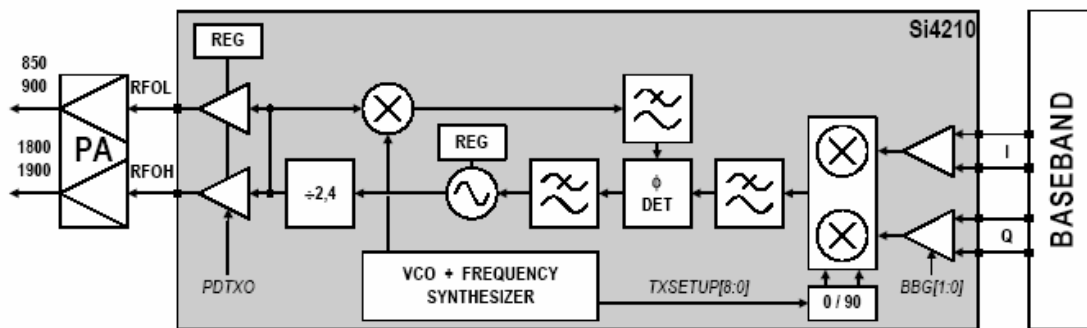 Si4210
REG
850
900
RFOL
PA
1800
1900
RFOH
REG
÷2,4
ϕ
DET
I
Q
BASEBAND
PDTXO
VCO + FREQUENCY
SYNTHESIZER
TXSETUP[8:0]
0 / 90
BBG[1:0]